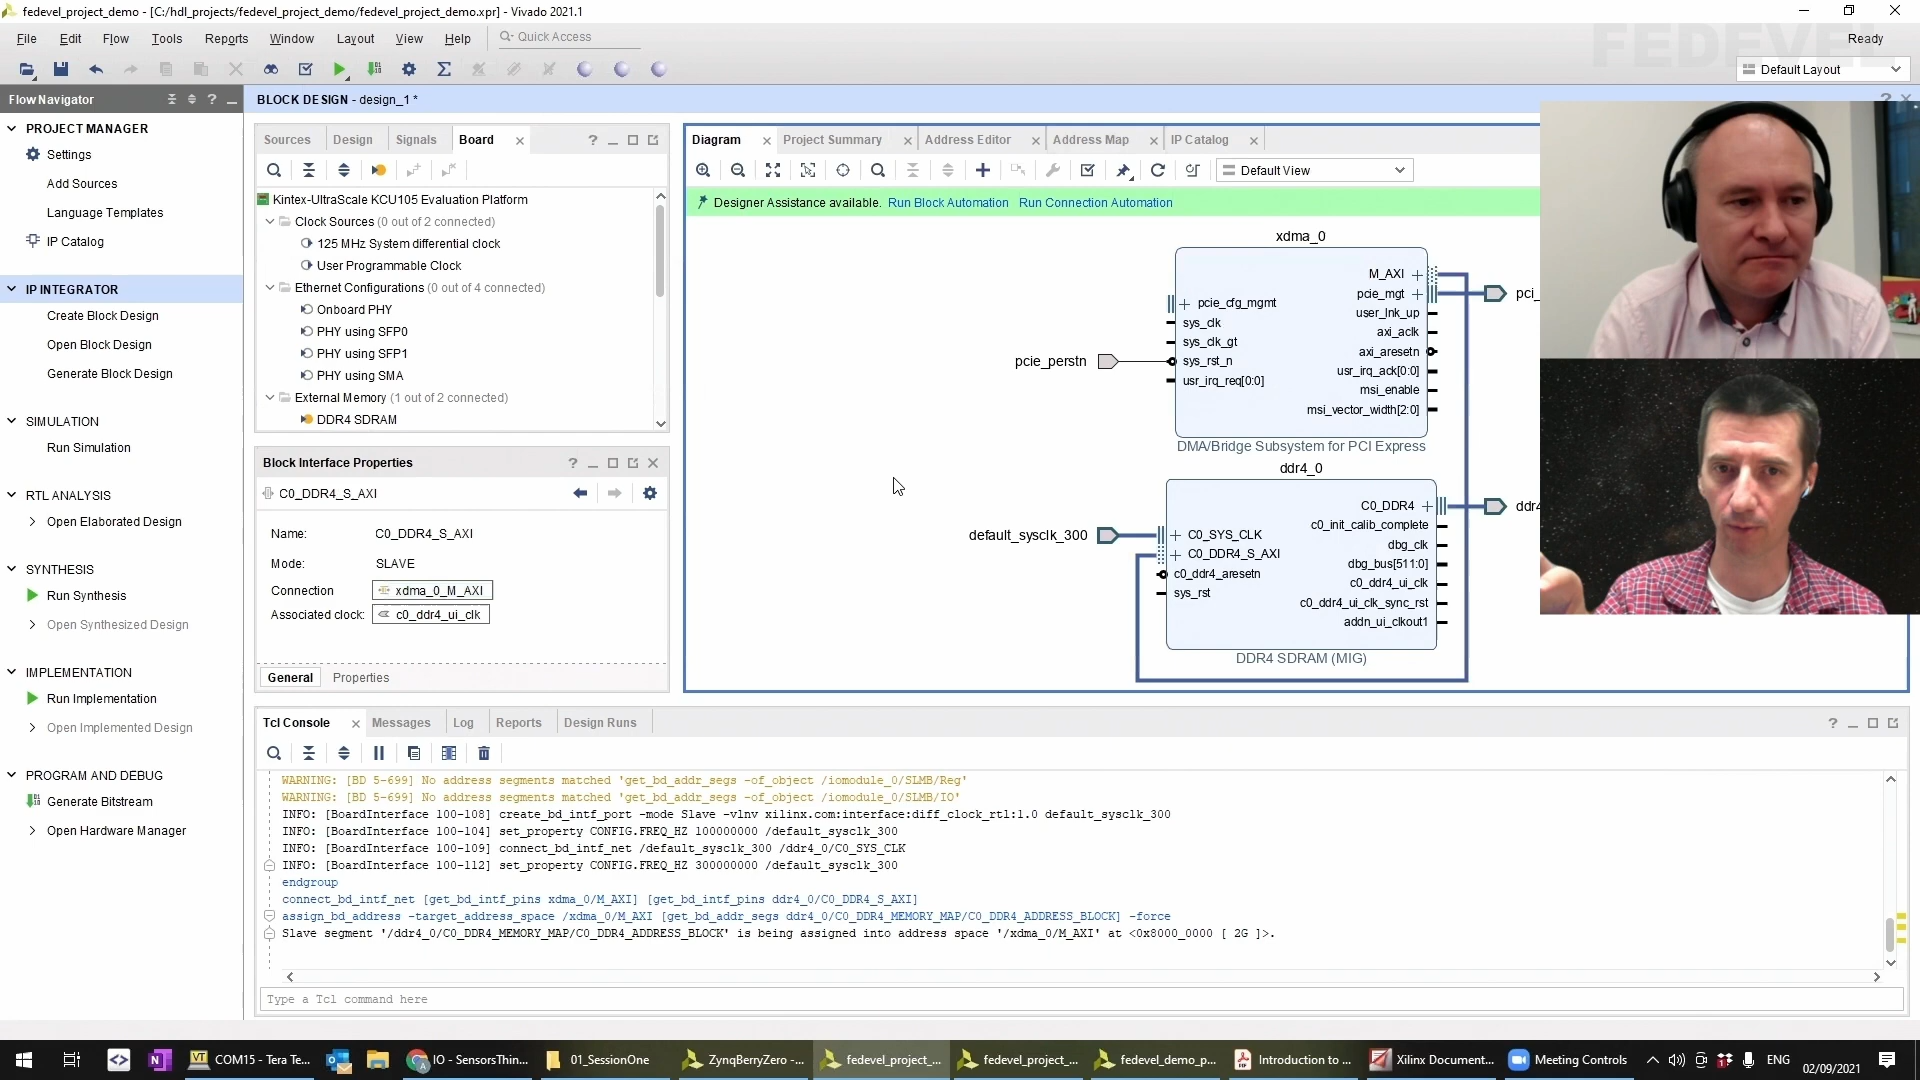 fedevel_project_demo - [C:/hdl_projects/fedevel_project_demo/fedevel_project_demo.xpr] - Vivado 2021.1
File Edit Flow Tools Reports Window Layout View Help Quick Access
FEDEVEL
Ready
Default Layout
Flow Navigator
PROJECT MANAGER
Settings
Add Sources
Language Templates
IP Catalog
IP INTEGRATOR
Create Block Design
Open Block Design
Generate Block Design
SIMULATION
Run Simulation
RTL ANALYSIS
Open Elaborated Design
SYNTHESIS
Run Synthesis
Open Synthesized Design
IMPLEMENTATION
Run Implementation
Open Implemented Design
PROGRAM AND DEBUG
Generate Bitstream
Open Hardware Manager
BLOCK DESIGN - design_1 *
Sources Design Signals Board
Kintex-UltraScale KCU105 Evaluation Platform
Clock Sources (0 out of 2 connected)
125 MHz System differential clock
User Programmable Clock
Ethernet Configurations (0 out of 4 connected)
Onboard PHY
PHY using SFP0
PHY using SFP1
PHY using SMA
External Memory (1 out of 2 connected)
DDR4 SDRAM
Block Interface Properties
C0_DDR4_S_AXI
Name: C0_DDR4_S_AXI
Mode: SLAVE
Connection xdma_0_M_AXI
Associated clock: c0_ddr4_ui_clk
General Properties
Diagram Project Summary Address Editor Address Map IP Catalog
Default View
Designer Assistance available. Run Block Automation Run Connection Automation
xdma_0
M_AXI
pcie_mgt
user_lnk_up
axi_aclk
axi_aresetn
usr_irq_ack[0:0]
msi_enable
msi_vector_width[2:0]
pcie_cfg_mgmt
sys_clk
sys_clk_gt
sys_rst_n
usr_irq_req[0:0]
pcie_perstn
pci_
DMA/Bridge Subsystem for PCI Express
ddr4_0
C0_DDR4
c0_init_calib_complete
dbg_clk
dbg_bus[511:0]
c0_ddr4_ui_clk
c0_ddr4_ui_clk_sync_rst
addn_ui_clkout1
C0_SYS_CLK
C0_DDR4_S_AXI
c0_ddr4_aresetn
sys_rst
default_sysclk_300
ddr4
DDR4 SDRAM (MIG)
Tcl Console Messages Log Reports Design Runs
WARNING: [BD 5-699] No address segments matched 'get_bd_addr_segs -of_object /iomodule_0/SLMB/Reg'
WARNING: [BD 5-699] No address segments matched 'get_bd_addr_segs -of_object /iomodule_0/SLMB/IO'
INFO: [BoardInterface 100-108] create_bd_intf_port -mode Slave -vlnv xilinx.com:interface:diff_clock_rtl:1.0 default_sysclk_300
INFO: [BoardInterface 100-104] set_property CONFIG.FREQ_HZ 100000000 /default_sysclk_300
INFO: [BoardInterface 100-109] connect_bd_intf_net /default_sysclk_300 /ddr4_0/C0_SYS_CLK
INFO: [BoardInterface 100-112] set_property CONFIG.FREQ_HZ 300000000 /default_sysclk_300
endgroup
connect_bd_intf_net [get_bd_intf_pins xdma_0/M_AXI] [get_bd_intf_pins ddr4_0/C0_DDR4_S_AXI]
assign_bd_address -target_address_space /xdma_0/M_AXI [get_bd_addr_segs ddr4_0/C0_DDR4_MEMORY_MAP/C0_DDR4_ADDRESS_BLOCK] -force
Slave segment '/ddr4_0/C0_DDR4_MEMORY_MAP/C0_DDR4_ADDRESS_BLOCK' is being assigned into address space '/xdma_0/M_AXI' at <0x8000_0000 [ 2G ]>.
Type a Tcl command here
COM15 - Tera Te... IO - SensorsThin... 01_SessionOne ZynqBerryZero -... fedevel_project_... fedevel_project_... fedevel_demo_p... Introduction to ... Xilinx Document... Meeting Controls ENG 02/09/2021